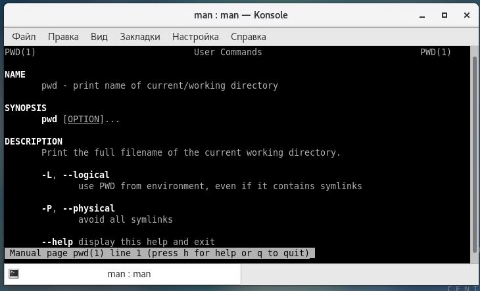 man : man — Konsole
Файл Правка Вид Закладки Настройка Справка
PWD(1) User Commands PWD(1)
NAME
pwd - print name of current/working directory
SYNOPSIS
pwd [OPTION]...
DESCRIPTION
Print the full filename of the current working directory.
-L, --logical
use PWD from environment, even if it contains symlinks
-P, --physical
avoid all symlinks
--help display this help and exit
Manual page pwd(1) line 1 (press h for help or q to quit)
man : man
CENT